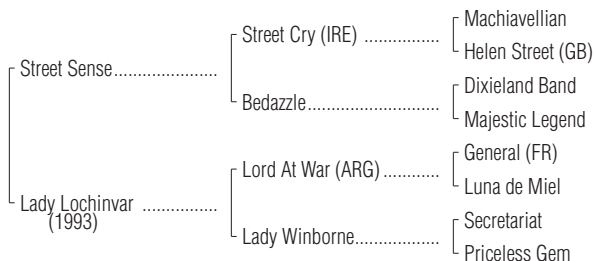 Machiavellian
Street Cry (IRE) ..................
Helen Street (GB)
Street Sense.........................
Dixieland Band
Bedazzle................................
Majestic Legend
General (FR)
Lord At War (ARG) ..............
Luna de Miel
Lady Lochinvar ..................
(1993)
Secretariat
Lady Winborne.....................
Priceless Gem